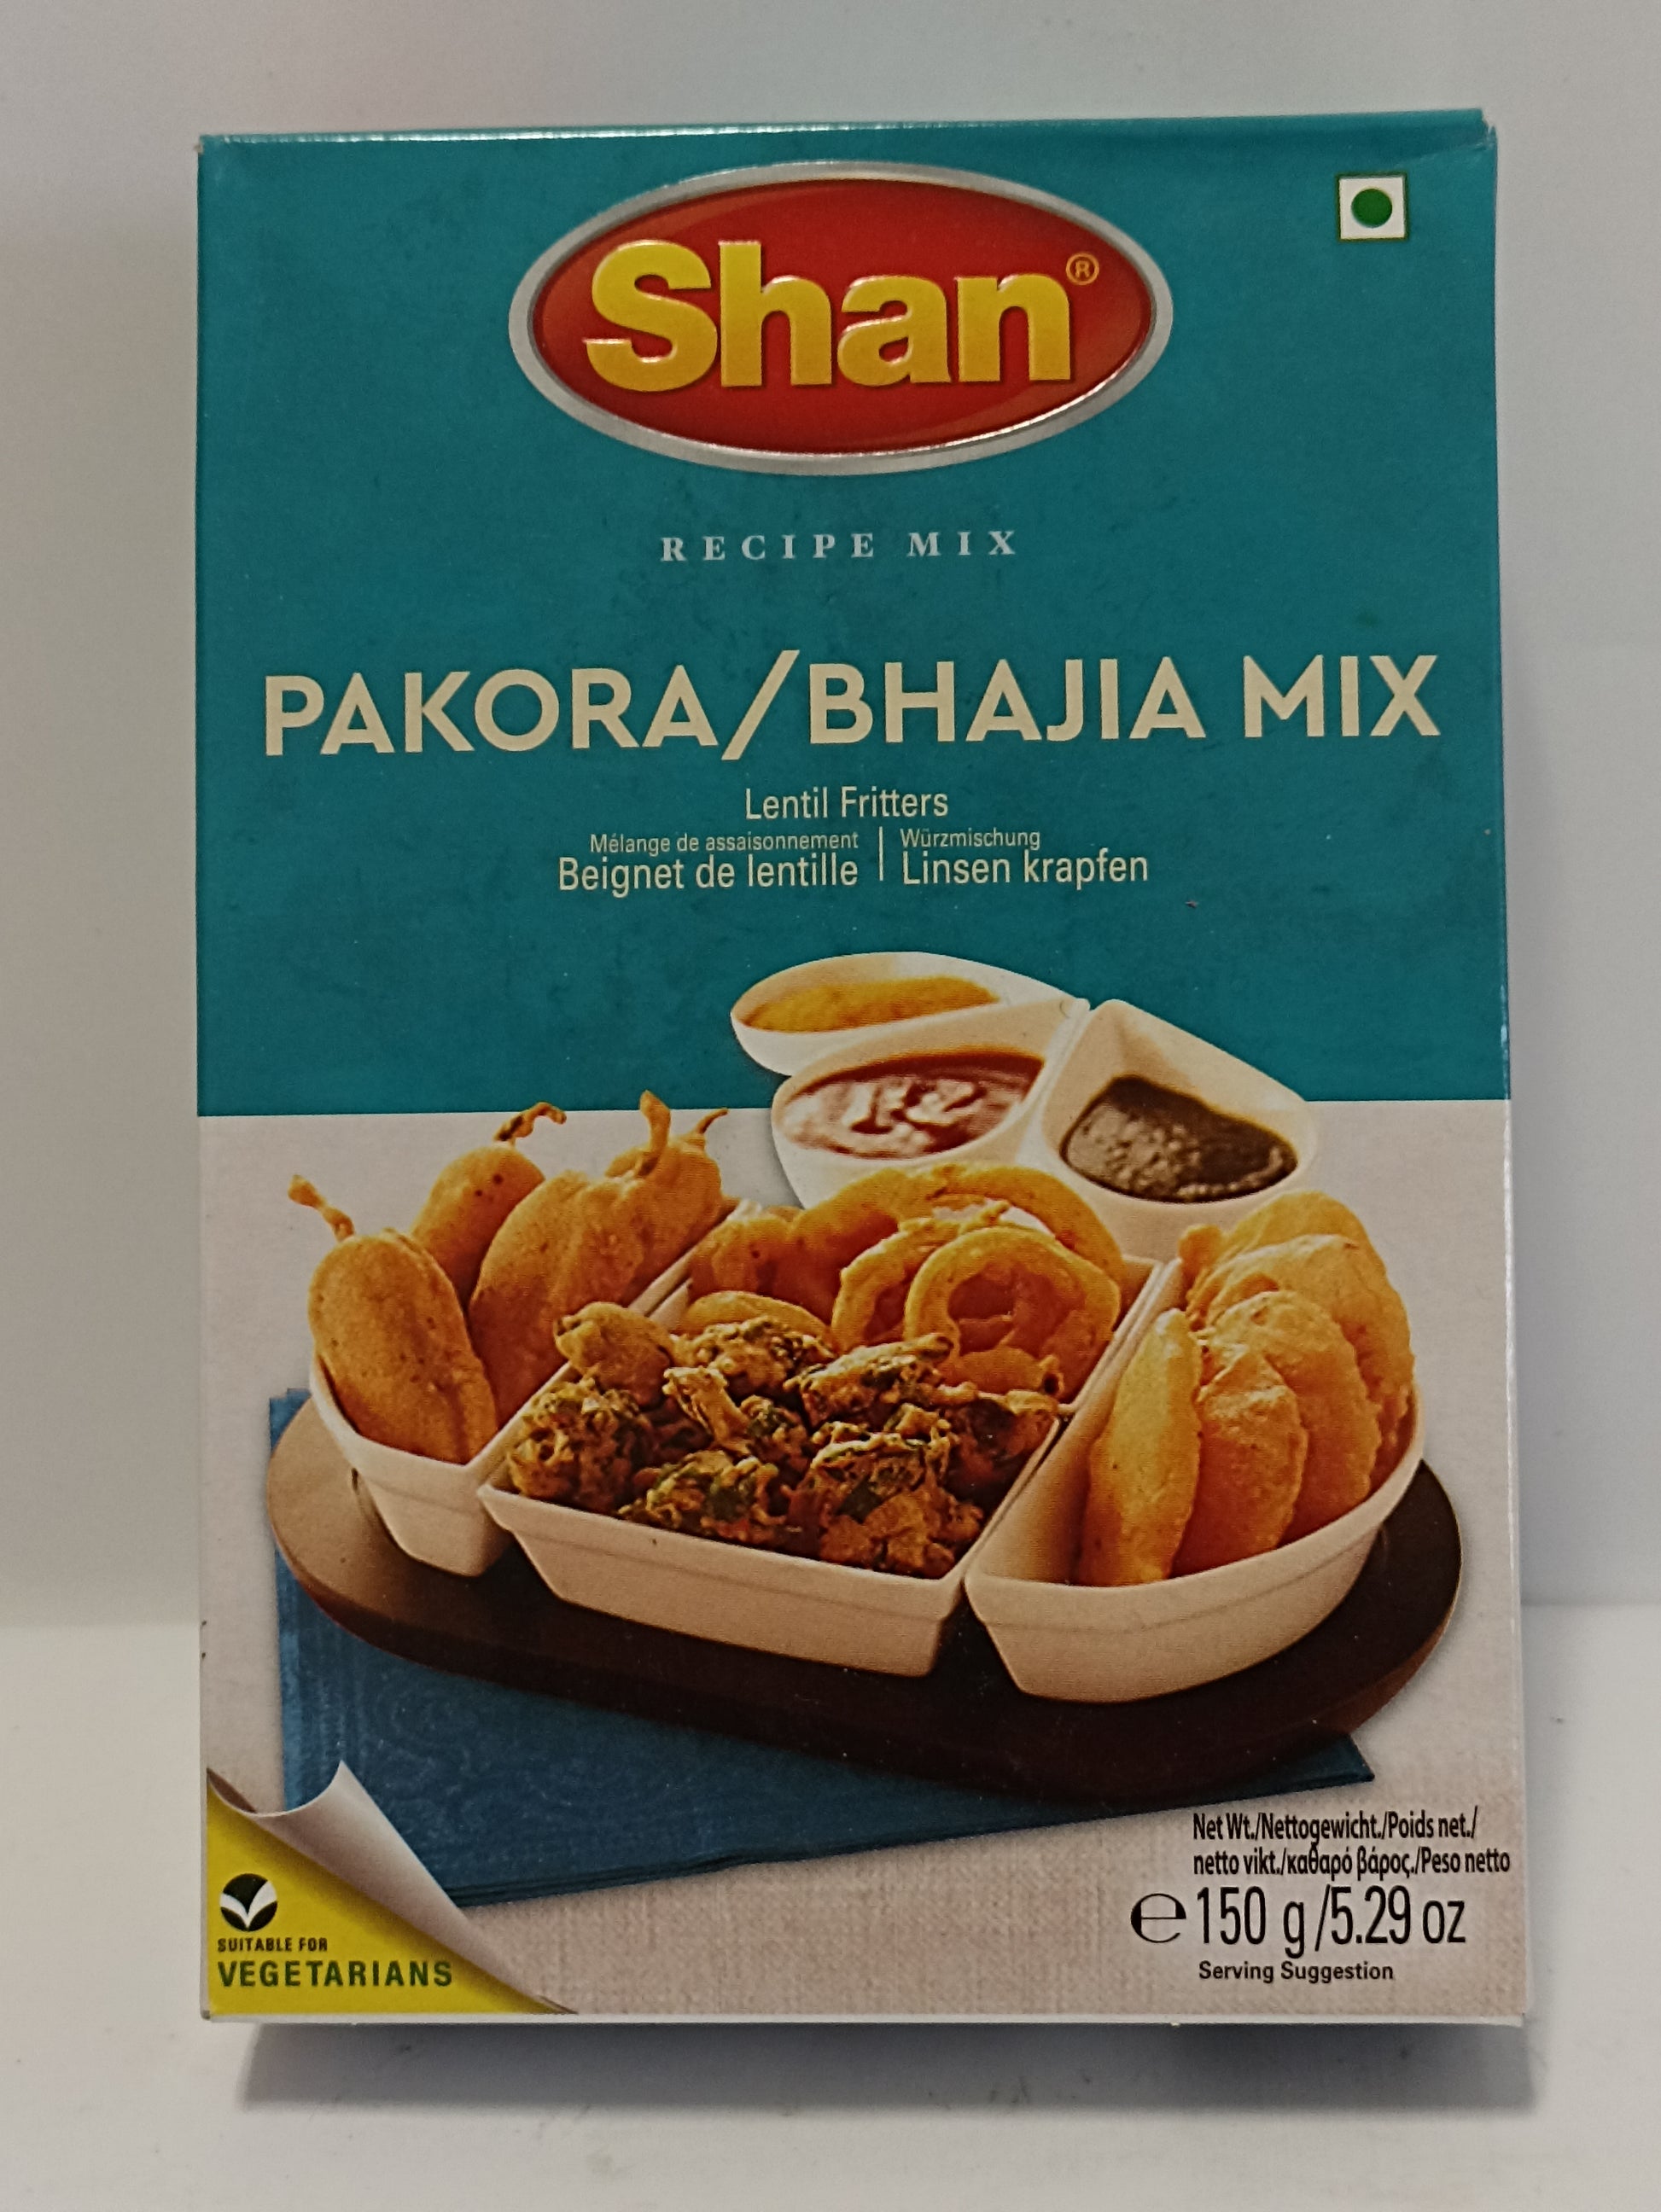 Shan®
RECIPE MIX
PAKORA/BHAJIA MIX
Lentil Fritters
Mélange de assaisonnement
Beignet de lentille
Würzmischung
Linsen krapfen
Net Wt./Nettogewicht./Poids net./
netto vikt./καθαρό βάρος./Peso netto
℮150 g/5.29 oz
Serving Suggestion
SUITABLE FOR
VEGETARIANS